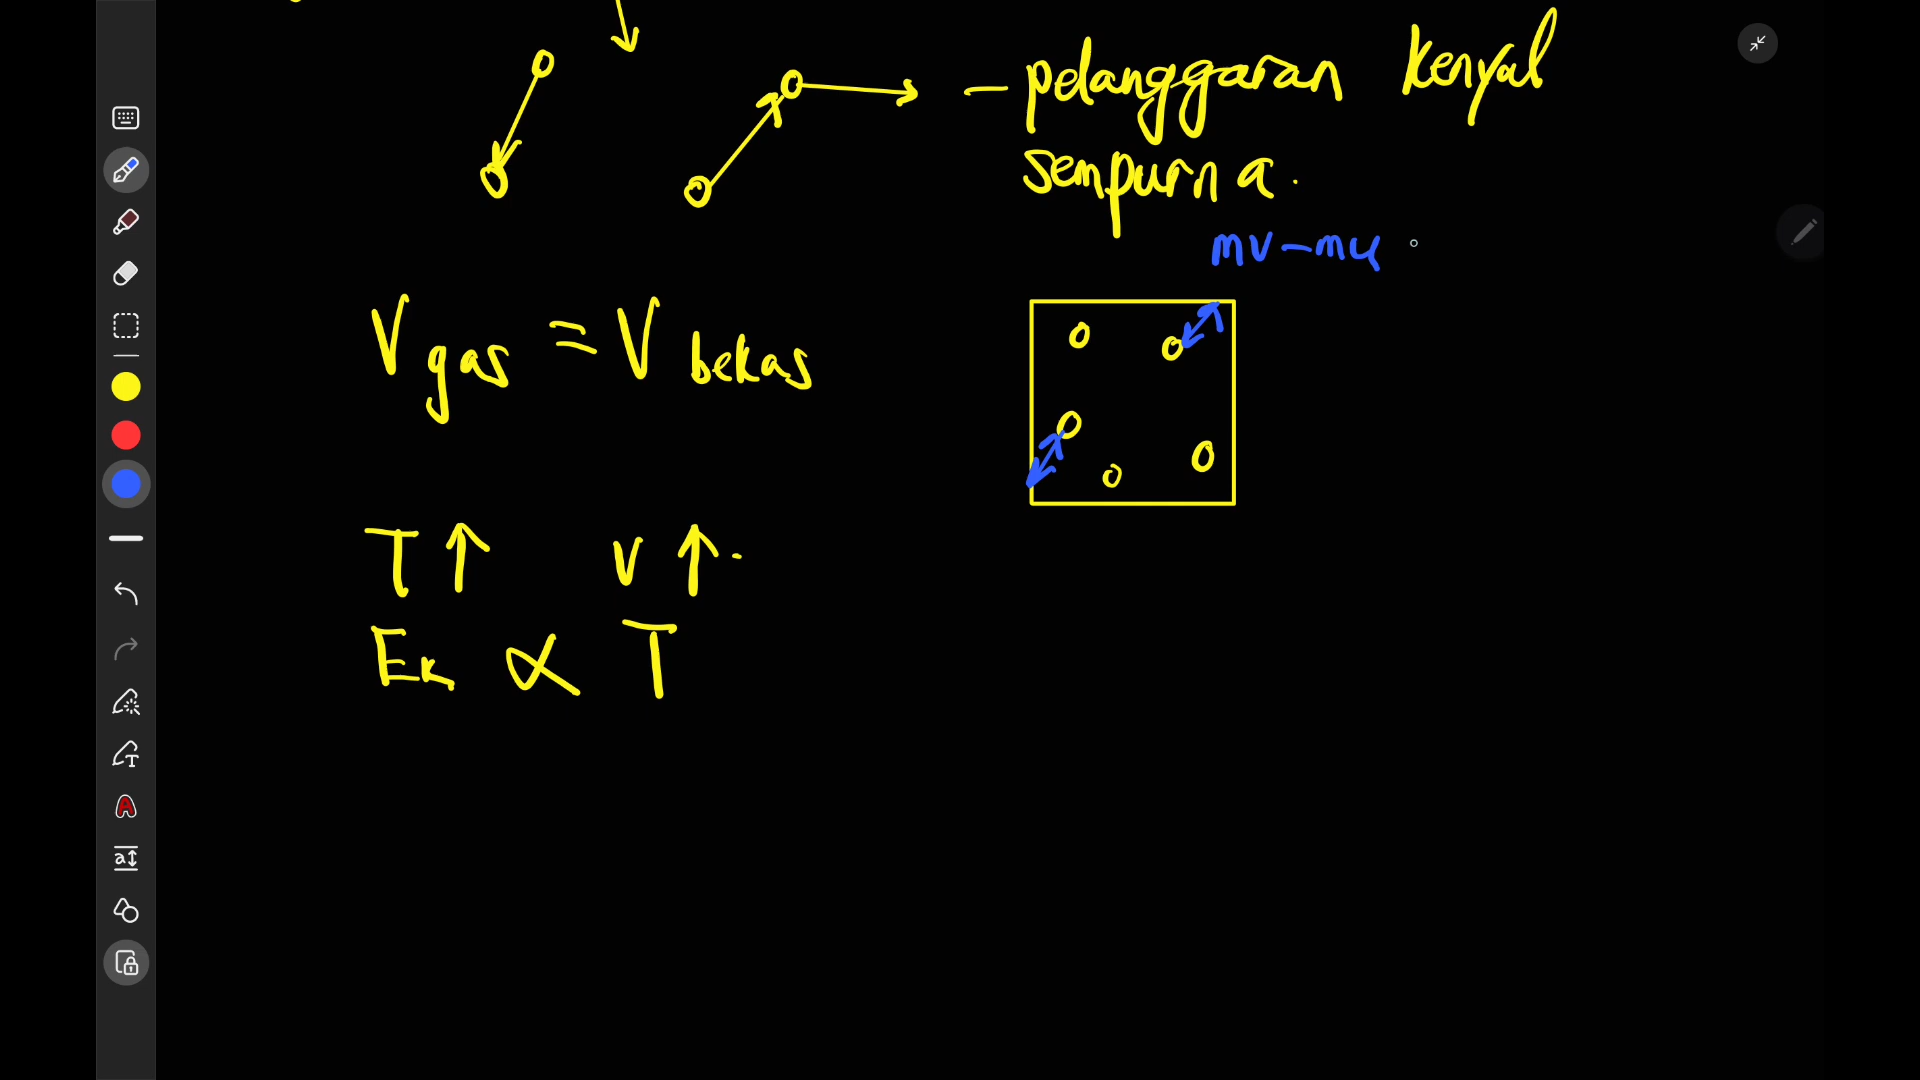 – pelanggaran kenyal
sempurna.
mv – mu
V gas = V bekas
T ↑ v ↑
Ek ∝ T